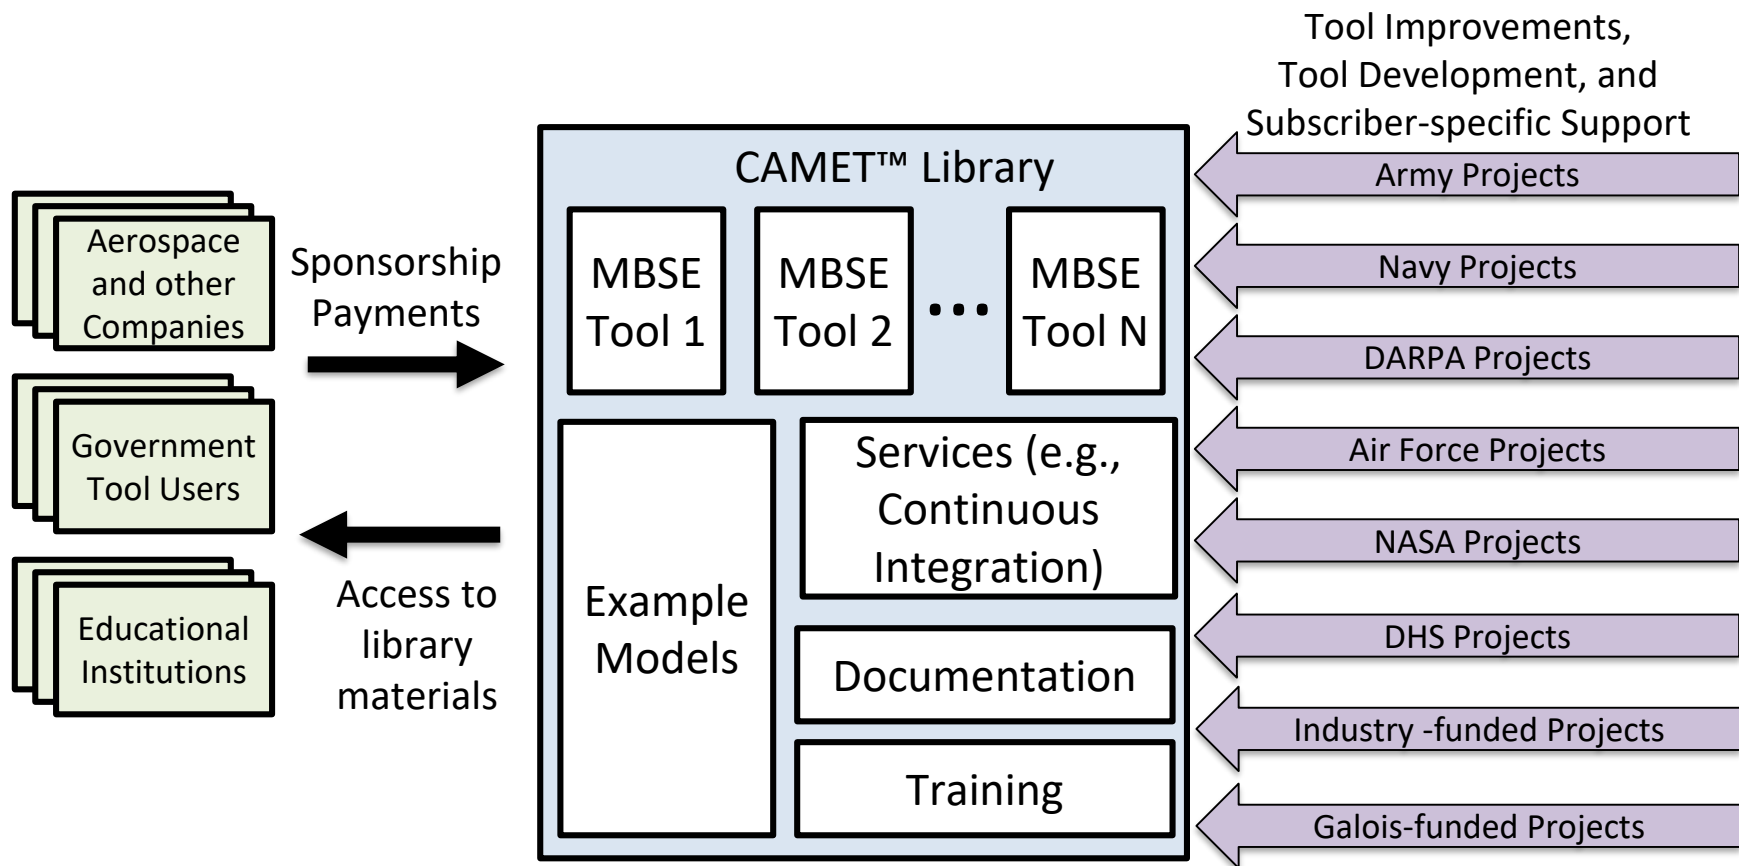 Tool Improvements,
Tool Development, and
Subscriber-specific Support
Aerospace
and other
Companies
Government
Tool Users
Educational
Institutions
Sponsorship
Payments
Access to
library
materials
CAMET™ Library
MBSE
Tool 1
MBSE
Tool 2
...
MBSE
Tool N
Example
Models
Services (e.g.,
Continuous
Integration)
Documentation
Training
Army Projects
Navy Projects
DARPA Projects
Air Force Projects
NASA Projects
DHS Projects
Industry -funded Projects
Galois-funded Projects